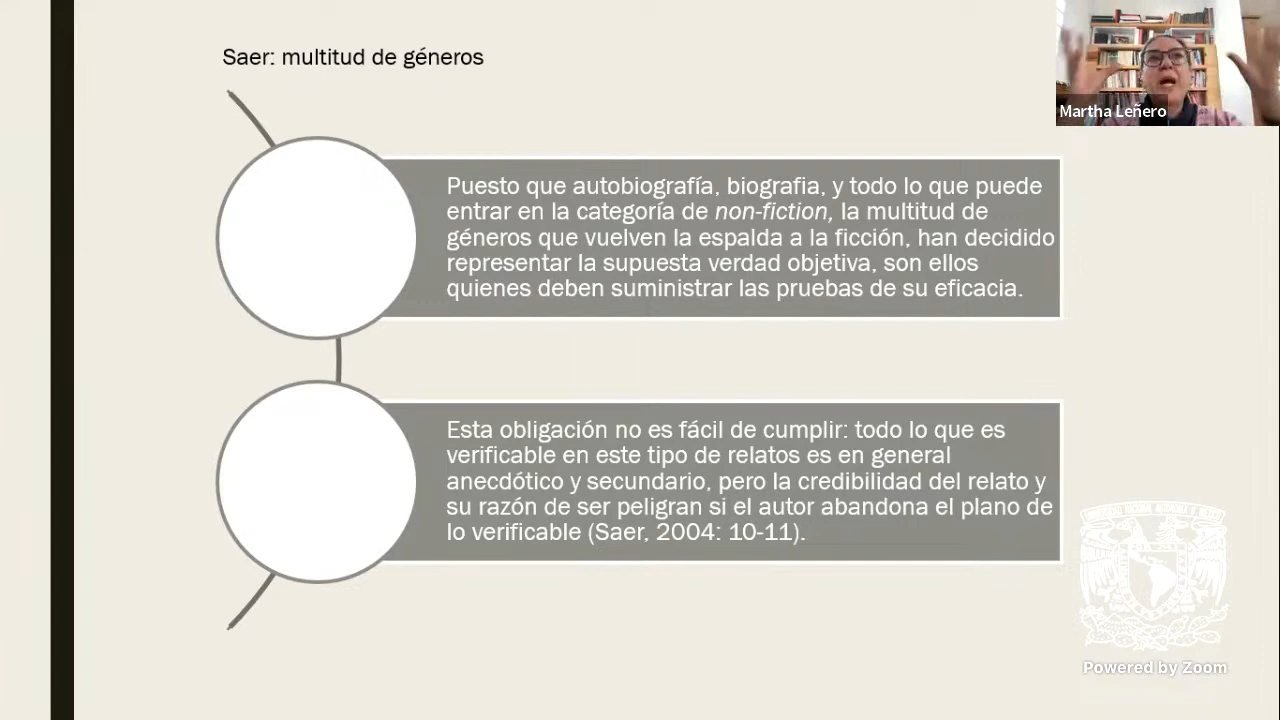 Saer: multitud de géneros
Martha Leñero
Puesto que autobiografía, biografia, y todo lo que puede
entrar en la categoría de non-fiction, la multitud de
géneros que vuelven la espalda a la ficción, han decidido
representar la supuesta verdad objetiva, son ellos
quienes deben suministrar las pruebas de su eficacia.
Esta obligación no es fácil de cumplir: todo lo que es
verificable en este tipo de relatos es en general
anecdótico y secundario, pero la credibilidad del relato y
su razón de ser peligran si el autor abandona el plano de
lo verificable (Saer, 2004: 10-11).
Powered by Zoom